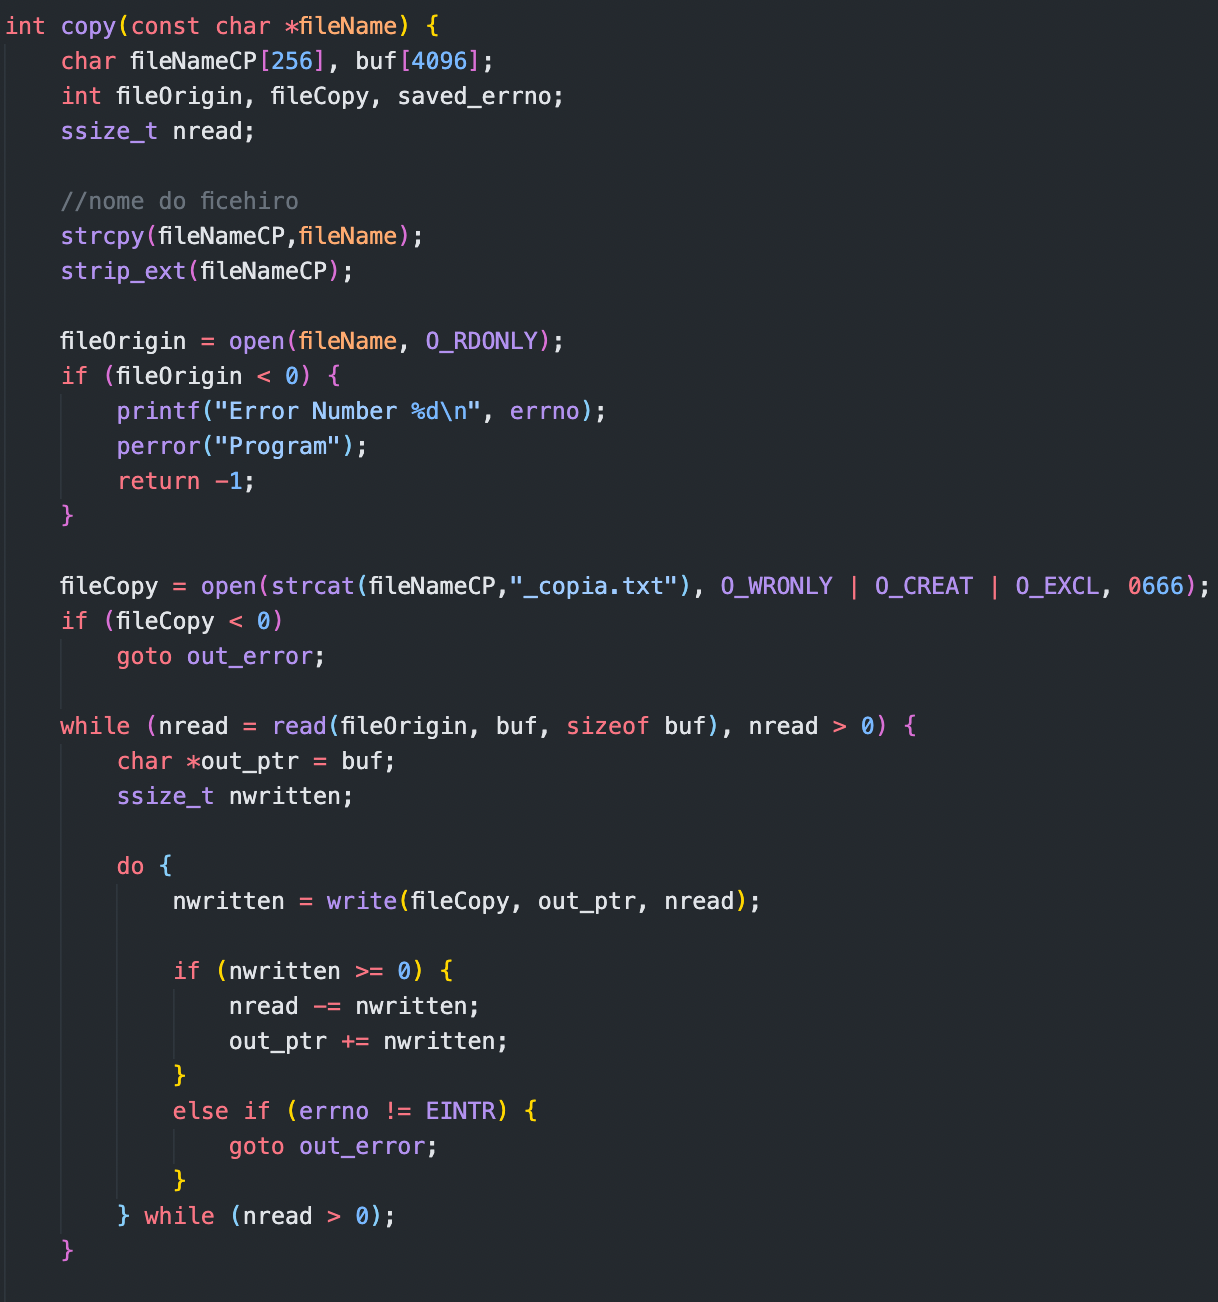 int copy(const char *fileName) {
    char fileNameCP[256], buf[4096];
    int fileOrigin, fileCopy, saved_errno;
    ssize_t nread;

    //nome do ficehiro
    strcpy(fileNameCP,fileName);
    strip_ext(fileNameCP);

    fileOrigin = open(fileName, O_RDONLY);
    if (fileOrigin < 0) {
        printf("Error Number %d\n", errno);
        perror("Program");
        return -1;
    }

    fileCopy = open(strcat(fileNameCP,"_copia.txt"), O_WRONLY | O_CREAT | O_EXCL, 0666);
    if (fileCopy < 0)
        goto out_error;

    while (nread = read(fileOrigin, buf, sizeof buf), nread > 0) {
        char *out_ptr = buf;
        ssize_t nwritten;

        do {
            nwritten = write(fileCopy, out_ptr, nread);

            if (nwritten >= 0) {
                nread -= nwritten;
                out_ptr += nwritten;
            }
            else if (errno != EINTR) {
                goto out_error;
            }
        } while (nread > 0);
    }